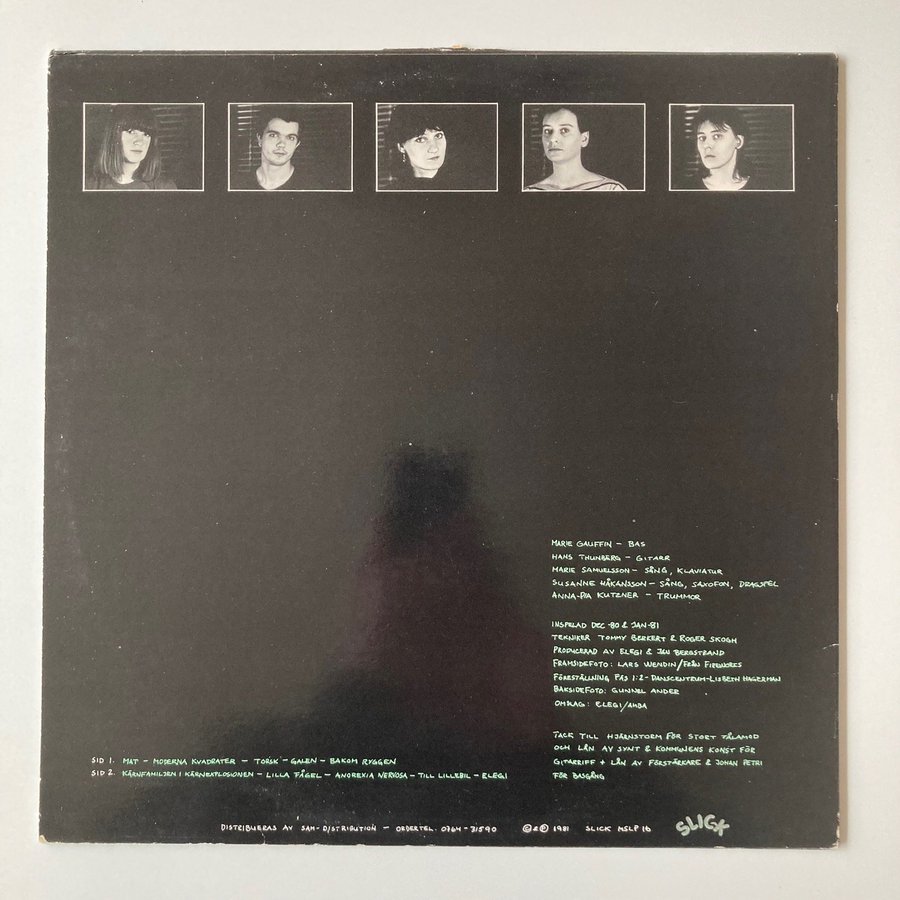 MARIE GAUFFIN – BAS
HANS THUNBERG – GITARR
MARIE SAMUELSSON – SÅNG, KLAVIATUR
SUSANNE HÅKANSSON – SÅNG, SAXOFON, DRAGSPEL
ANNA-PIA KUTZNER – TRUMMOR
INSPELAD DEC -80 & JAN-81
TEKNIKER TOMMY BERKERT & ROGER SKOGH
PRODUCERAD AV ELEGI & JAN BERGSTRAND
FRAMSIDEFOTO: LARS WENDIN/FRÅN FIREWORKS
FÖRESTÄLLNING PAS 1:2 – DANSCENTRUM – LISBETH HAGERMAN
BAKSIDEFOTO: GUNNEL ANDER
OMSLAG: ELEGI/AMBA
TACK TILL HJÄRNSTORM FÖR STORT TÅLAMOD
OCH LÅN AV SYNT & KOMMUNENS KONST FÖR
GITARRIFF + LÅN AV FÖRSTÄRKARE & JOHAN PETRI
FÖR BASGÅNG
SID 1. MAT – MODERNA KVADRATER – TORSK – GALEN – BAKOM RYGGEN
SID 2. KÄRNFAMILJEN I KÄRNEXPLOSIONEN – LILLA FÅGEL – ANOREXIA NERVOSA – TILL LILLEBIL – ELEGI
DISTRIBUERAS AV SAM-DISTRIBUTION – ORDERTEL. 0764-31590 © & ℗ 1981 SLICK MSLP 16 SLICK